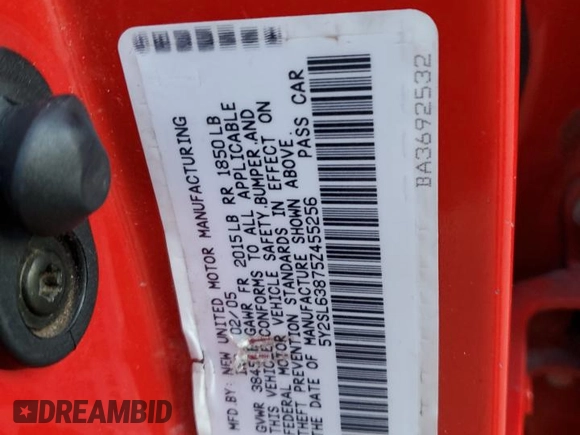 MFD.BY: NEW UNITED MOTOR MANUFACTURING
02/05
GVWR 3845LB GAWR FR 2015LB RR 1850LB
THIS VEHICLE CONFORMS TO ALL APPLICABLE
FEDERAL MOTOR VEHICLE SAFETY,BUMPER,AND
THEFT PREVENTION STANDARDS IN EFFECT ON
DATE OF MANUFACTURE SHOWN ABOVE.
5Y2SL63875Z455256 PASS CAR
BA3692532
DREAMBID